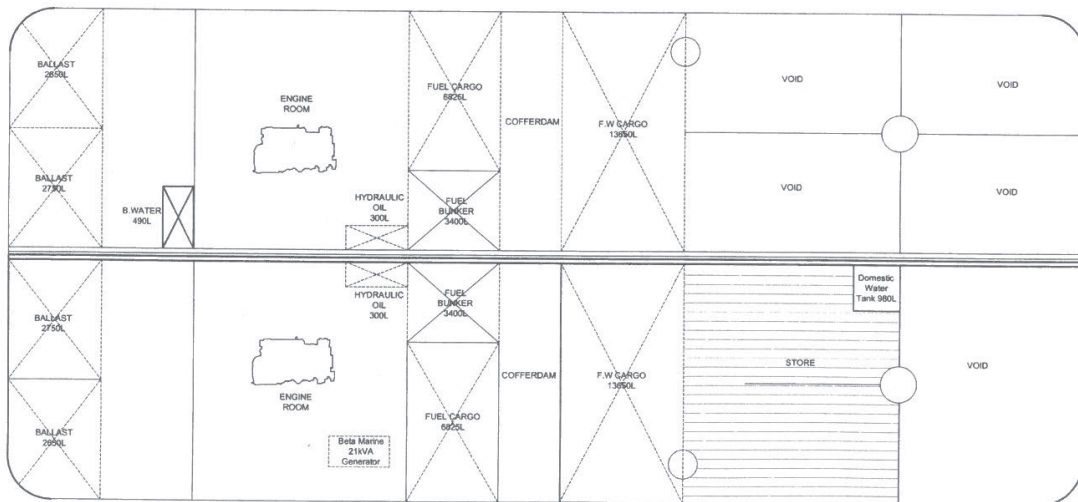 BALLAST
2850L
BALLAST
2750L
B.WATER
490L
ENGINE
ROOM
HYDRAULIC
OIL
300L
FUEL CARGO
6825L
FUEL
BUNKER
3400L
COFFERDAM
F.W CARGO
13650L
VOID
VOID
VOID
VOID
BALLAST
2750L
BALLAST
2850L
HYDRAULIC
OIL
300L
ENGINE
ROOM
Beta Marine
21kVA
Generator
FUEL
BUNKER
3400L
FUEL CARGO
6825L
COFFERDAM
F.W CARGO
13650L
Domestic
Water
Tank 980L
STORE
VOID